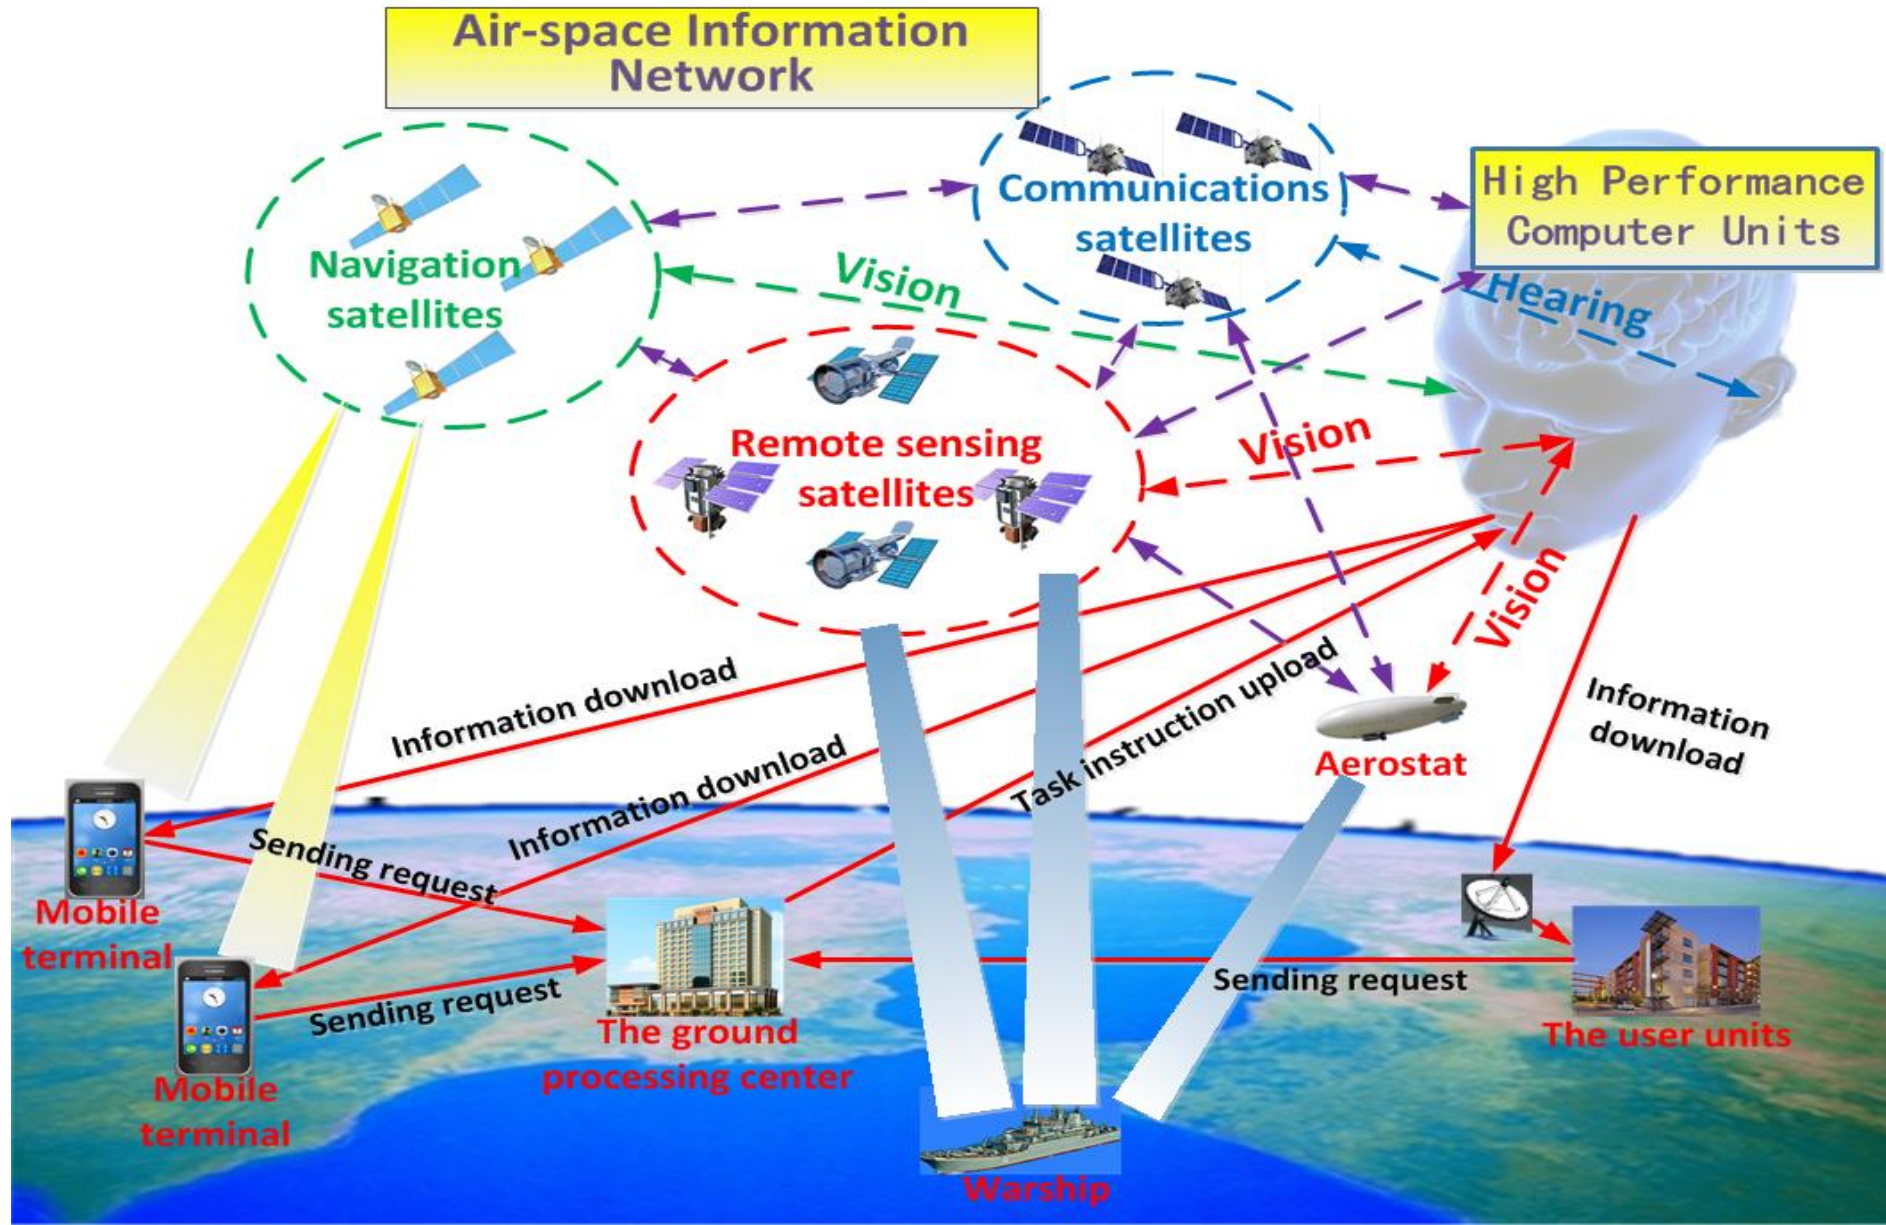 Air-space Information
Network
High Performance
Computer Units
Communications
satellites
Navigation
satellites
Vision
Hearing
Remote sensing
satellites
Vision
Vision
Information download
Information download
Task instruction upload
Information
download
Aerostat
Sending request
Mobile
terminal
Sending request
Sending request
The ground
processing center
The user units
Mobile
terminal
Warship